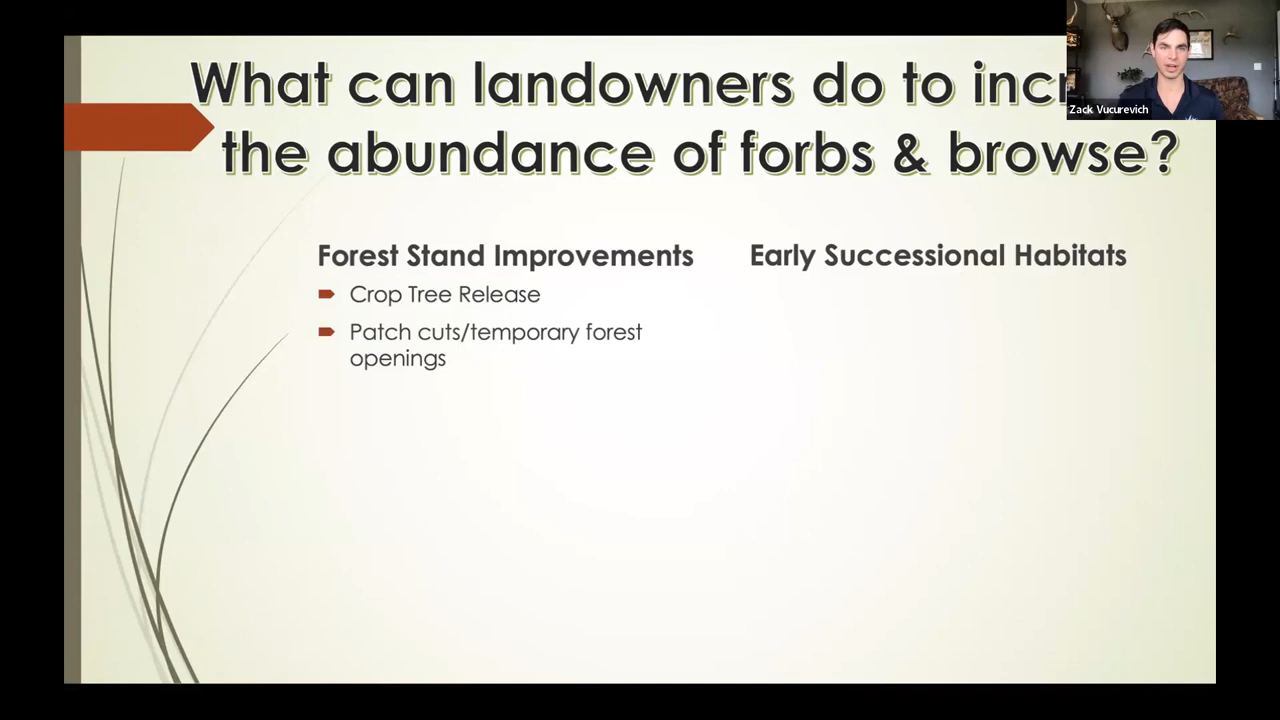 What can landowners do to incr
the abundance of forbs & browse?
Zack Vucurevich
Forest Stand Improvements
Crop Tree Release
Patch cuts/temporary forest
openings
Early Successional Habitats